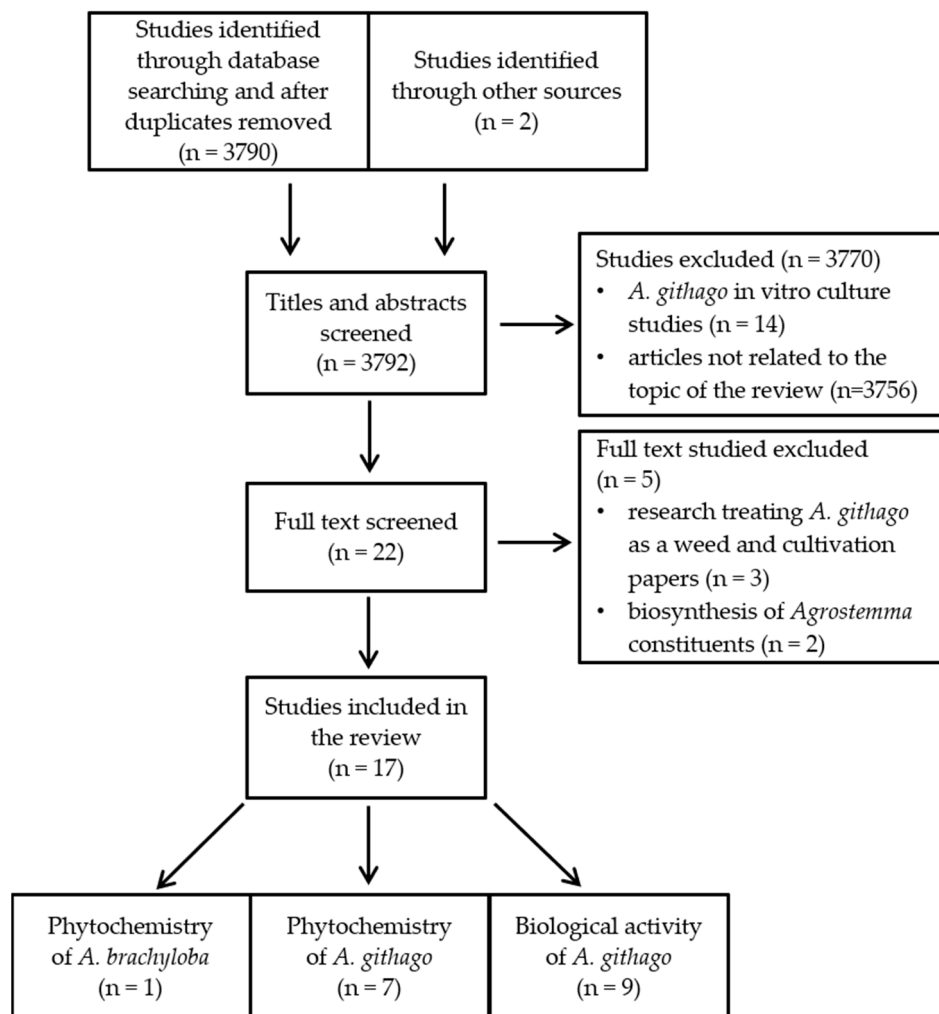 Studies identified
through database
searching and after
duplicates removed
(n = 3790)
Studies identified
through other sources
(n = 2)
Titles and abstracts
screened
(n = 3792)
Studies excluded (n = 3770)
• A. githago in vitro culture
studies (n = 14)
• articles not related to the
topic of the review (n=3756)
Full text screened
(n = 22)
Full text studied excluded
(n = 5)
• research treating A. githago
as a weed and cultivation
papers (n = 3)
• biosynthesis of Agrostemma
constituents (n = 2)
Studies included in
the review
(n = 17)
Phytochemistry
of A. brachyloba
(n = 1)
Phytochemistry
of A. githago
(n = 7)
Biological activity
of A. githago
(n = 9)